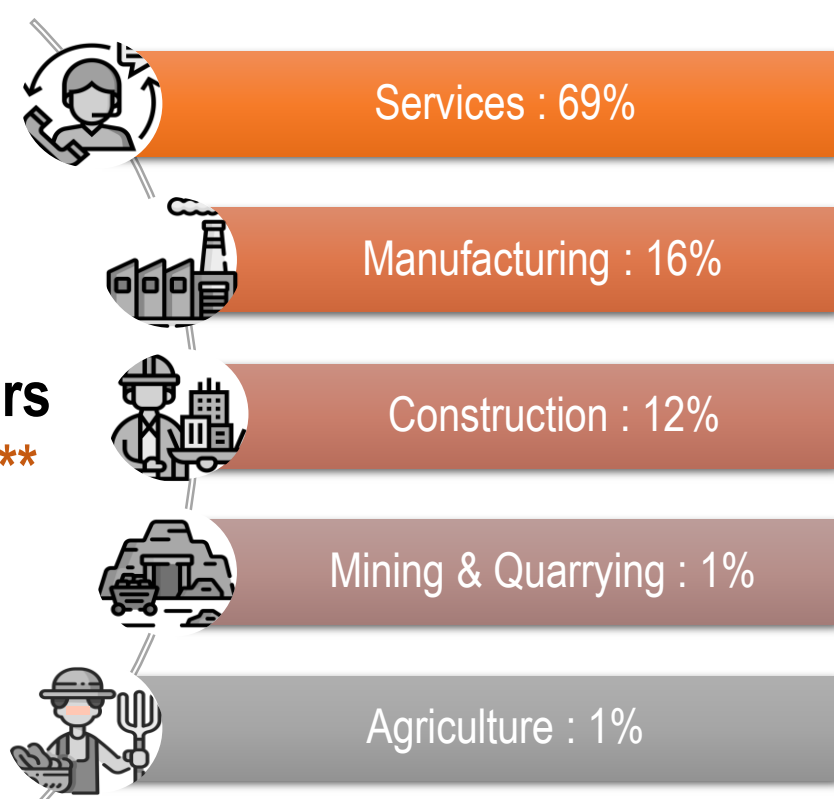 Services : 69%
Manufacturing : 16%
rs
Construction : 12%
**
Mining & Quarrying : 1%
Agriculture : 1%